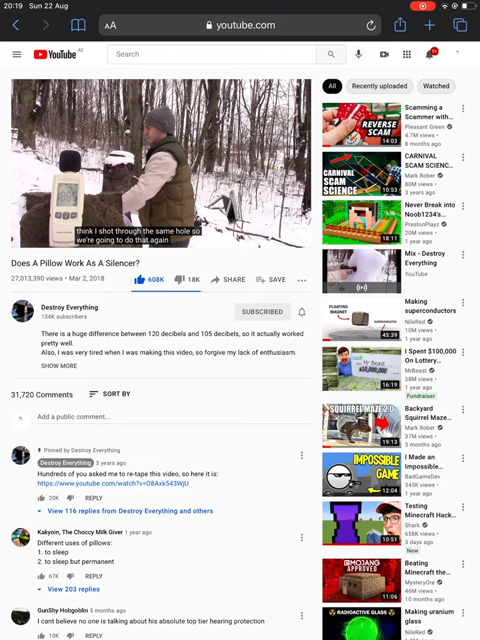 20:19 Sun 22 Aug
AA
youtube.com
YouTube AE
Search
9+
think I shot through the same hole so
we're going to do that again
Does A Pillow Work As A Silencer?
27,013,390 views • Mar 2, 2018
608K
18K
SHARE
SAVE
Destroy Everything
134K subscribers
SUBSCRIBED
There is a huge difference between 120 decibels and 105 decibels, so it actually worked
pretty well.
Also, I was very tired when I was making this video, so forgive my lack of enthusiasm.
SHOW MORE
31,720 Comments
SORT BY
Add a public comment...
Pinned by Destroy Everything
Destroy Everything 3 years ago
Hundreds of you asked me to re-tape this video, so here it is:
https://www.youtube.com/watch?v=O8Axk543WjU
20K
REPLY
View 116 replies from Destroy Everything and others
Kakyoin, The Choccy Milk Giver 1 year ago
Different uses of pillows:
1. to sleep
2. to sleep but permanent
67K
REPLY
View 203 replies
GunShy Hobgoblin 5 months ago
I cant believe no one is talking about his absolute top tier hearing protection
10K
REPLY
All
Recently uploaded
Watched
REVERSE
SCAM
14:03
Scamming a
Scammer with...
Pleasant Green
4.7M views •
8 months ago
CARNIVAL
SCAM SCIENCE
10:53
CARNIVAL
SCAM SCIENC...
Mark Rober
80M views •
3 years ago
18:11
Never Break into
Noob1234's...
PrestonPlayz
20M views •
1 year ago
Mix - Destroy
Everything
YouTube
FLOATING
MAGNET
SUPERCONDUCTOR
45:39
Making
superconductors
NileRed
10M views •
1 year ago
Mr Beast
16:19
I Spent $100,000
On Lottery...
MrBeast
38M views •
1 year ago
Fundraiser
SQUIRREL MAZE 2.0
19:13
Backyard
Squirrel Maze...
Mark Rober
37M views •
3 months ago
IMPOSSIBLE
GAME
12:04
I Made an
Impossible...
BadGameDev
345K views •
1 year ago
10:51
Testing
Minecraft Hack...
Shark
658K views •
3 days ago
New
@MOJANG
APPROVED
11:06
Beating
Minecraft the...
MysteryOre
46M views •
10 months ago
RADIOACTIVE GLASS
Making uranium
glass
NileRed